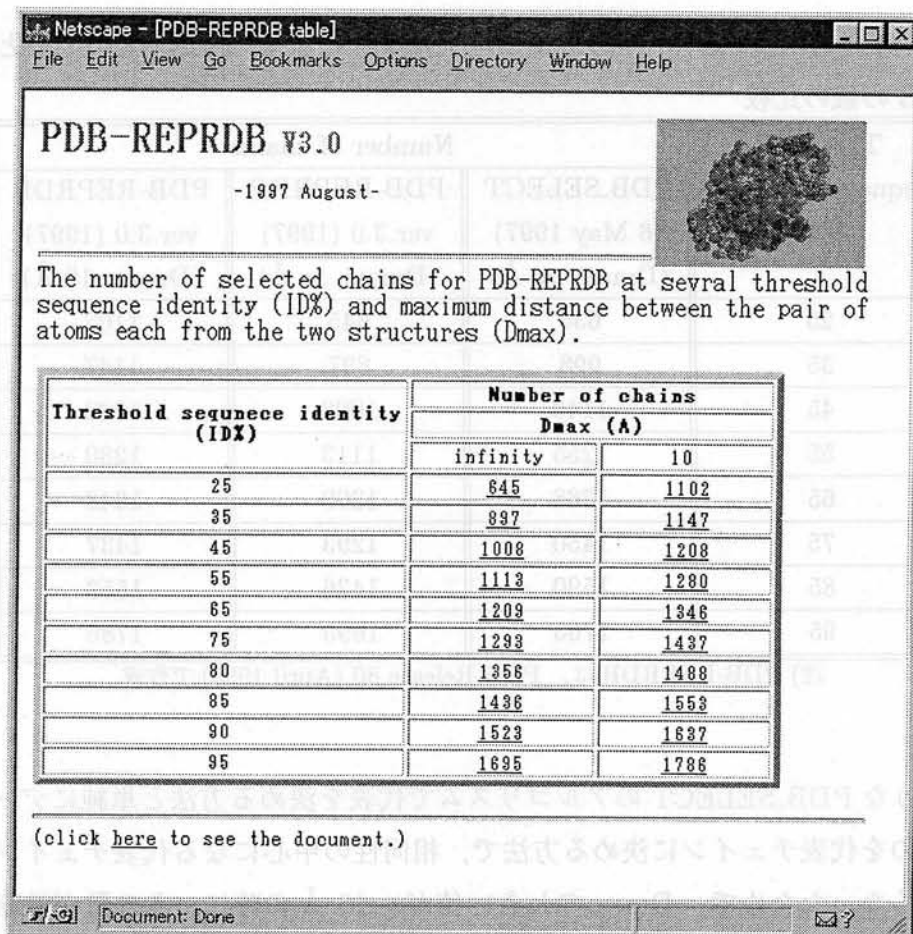 Netscape - [PDB-REPRDB table]
File Edit View Go Bookmarks Options Directory Window Help
PDB-REPRDB V3.0
-1997 August-
The number of selected chains for PDB-REPRDB at sevral threshold
sequence identity (ID%) and maximum distance between the pair of
atoms each from the two structures (Dmax).
Threshold sequnece identity (ID%) Number of chains
Dmax (A)
infinity 10
25 845 1102
35 897 1147
45 1008 1208
55 1113 1280
65 1209 1346
75 1293 1437
80 1356 1488
85 1436 1553
90 1523 1637
95 1695 1786
(click here to see the document.)
Document: Done